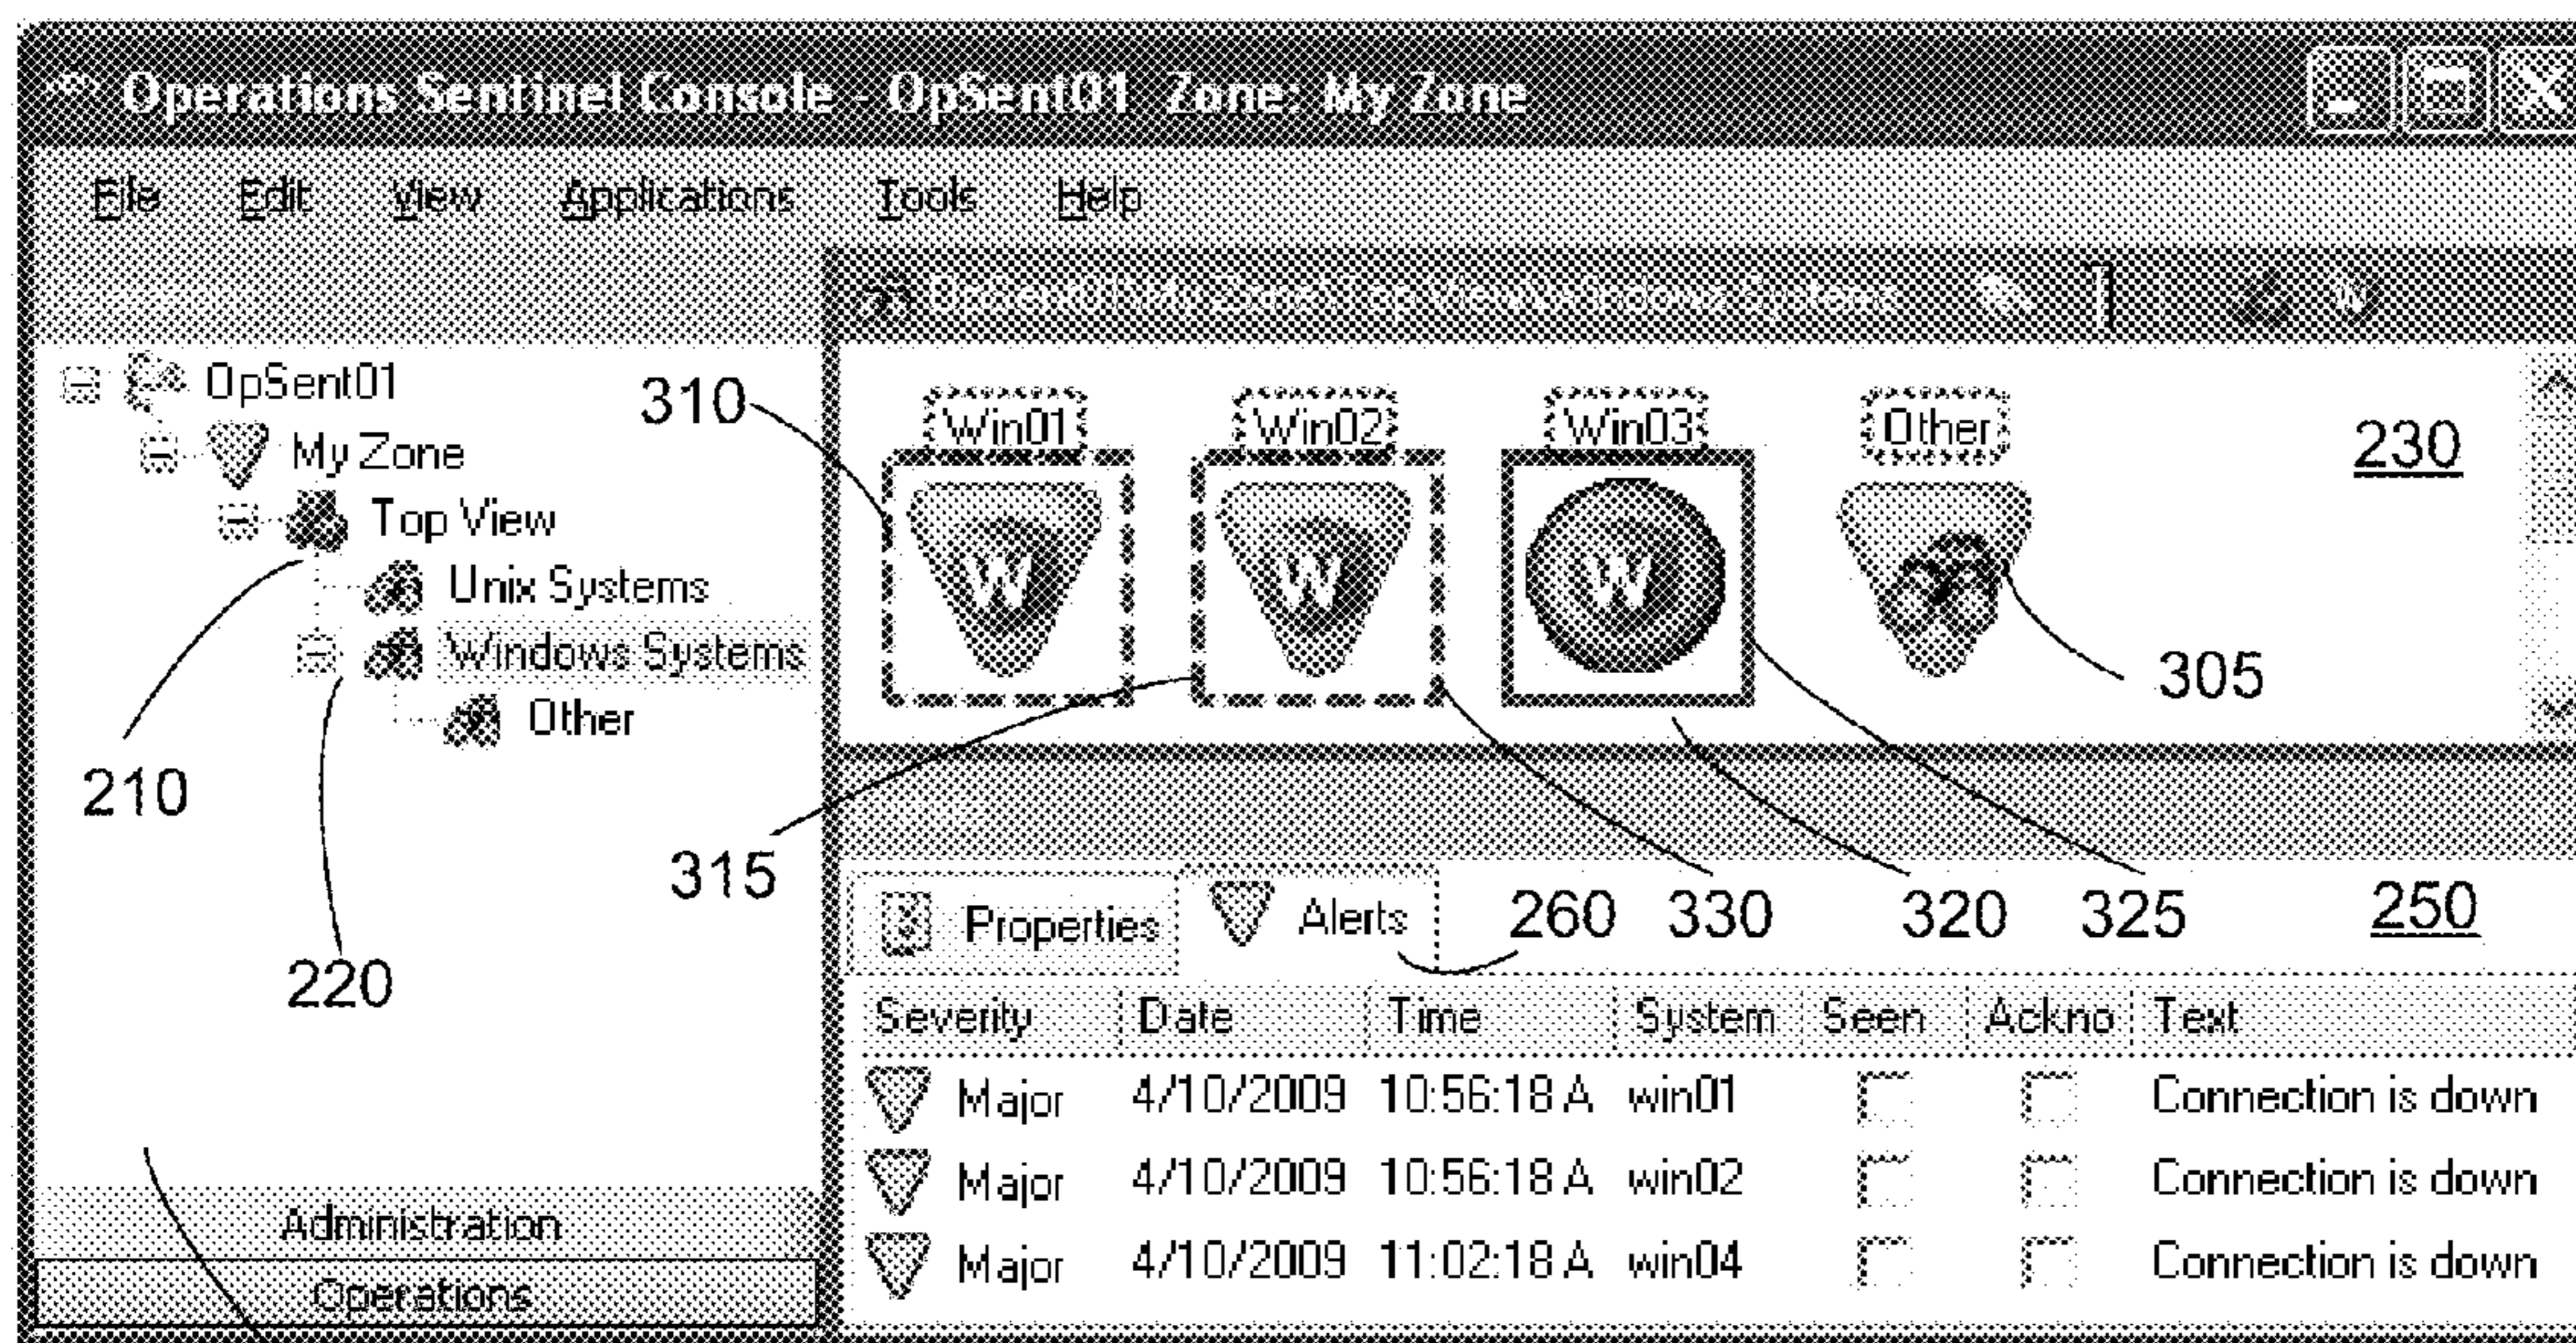 Operations Sentinel Console - OpSent01 Zone: My Zone
File Edit View Applications Tools Help
OpSent01
My Zone
Top View
Unix Systems
Windows Systems
Other
210
220
Administration
Operations
310
Win01 Win02 Win03 Other
W W W
230
305
315
Properties Alerts 260 330 320 325 250
Severity Date Time System Seen Ackno Text
Major 4/10/2009 10:56:18 A win01 Connection is down
Major 4/10/2009 10:56:18 A win02 Connection is down
Major 4/10/2009 11:02:18 A win04 Connection is down